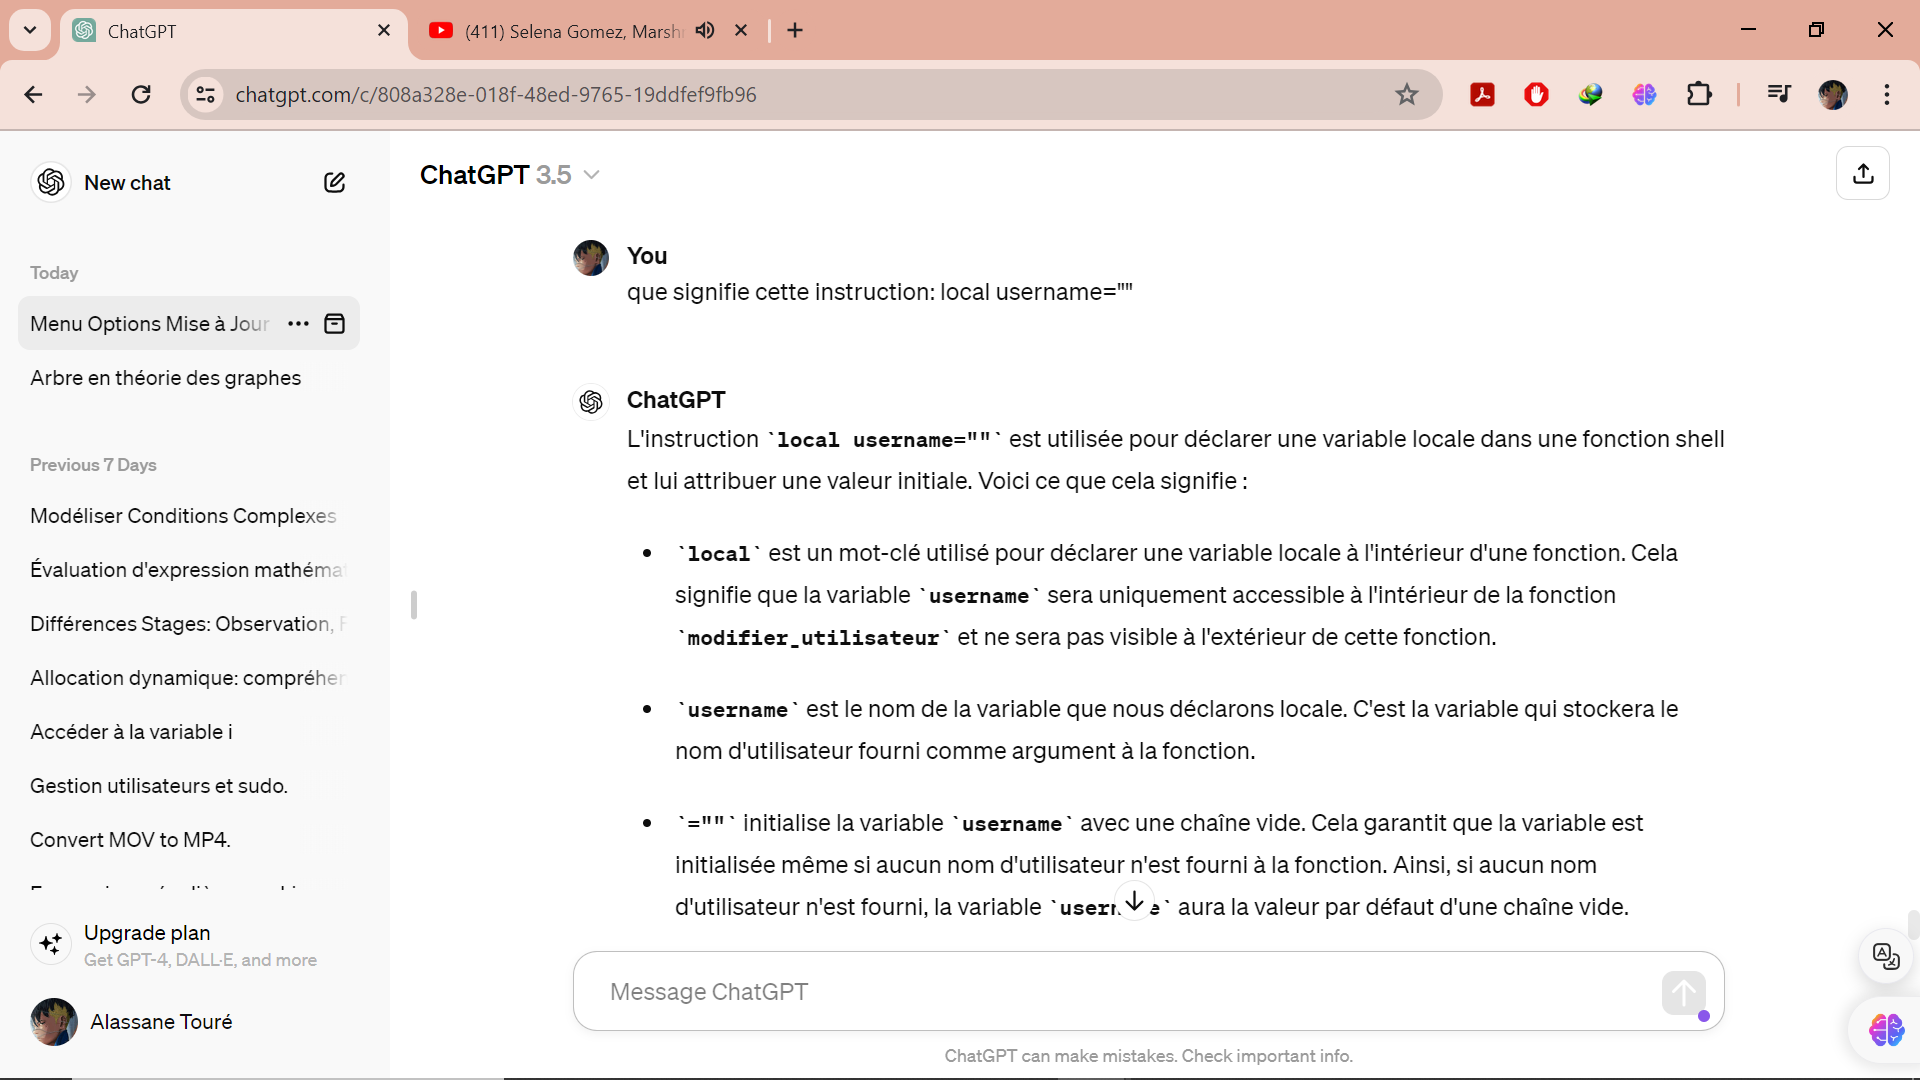 ChatGPT
(411) Selena Gomez, Marsh
chatgpt.com/c/808a328e-018f-48ed-9765-19ddfef9fb96
New chat
ChatGPT 3.5
Today
Menu Options Mise à Jour
Arbre en théorie des graphes
Previous 7 Days
Modéliser Conditions Complexes
Évaluation d'expression mathéma
Différences Stages: Observation,
Allocation dynamique: compréhe
Accéder à la variable i
Gestion utilisateurs et sudo.
Convert MOV to MP4.
Upgrade plan
Get GPT-4, DALL·E, and more
Alassane Touré
You
que signifie cette instruction: local username=""
ChatGPT
L'instruction `local username=""` est utilisée pour déclarer une variable locale dans une fonction shell
et lui attribuer une valeur initiale. Voici ce que cela signifie :
• `local` est un mot-clé utilisé pour déclarer une variable locale à l'intérieur d'une fonction. Cela
signifie que la variable `username` sera uniquement accessible à l'intérieur de la fonction
`modifier_utilisateur` et ne sera pas visible à l'extérieur de cette fonction.
• `username` est le nom de la variable que nous déclarons locale. C'est la variable qui stockera le
nom d'utilisateur fourni comme argument à la fonction.
• `=""` initialise la variable `username` avec une chaîne vide. Cela garantit que la variable est
initialisée même si aucun nom d'utilisateur n'est fourni à la fonction. Ainsi, si aucun nom
d'utilisateur n'est fourni, la variable `username` aura la valeur par défaut d'une chaîne vide.
Message ChatGPT
ChatGPT can make mistakes. Check important info.